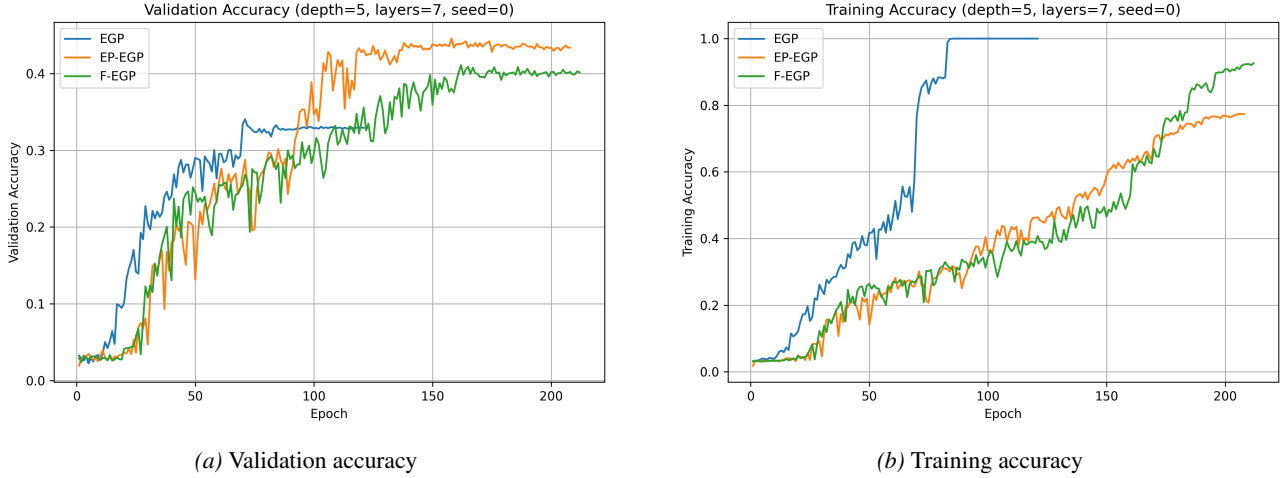 Validation Accuracy (depth=5, layers=7, seed=0)
EGP
EP-EGP
F-EGP
Validation Accuracy
0.4
0.3
0.2
0.1
0.0
0
50
100
150
200
Epoch
(a) Validation accuracy
Training Accuracy (depth=5, layers=7, seed=0)
EGP
EP-EGP
F-EGP
Training Accuracy
1.0
0.8
0.6
0.4
0.2
0.0
0
50
100
150
200
Epoch
(b) Training accuracy